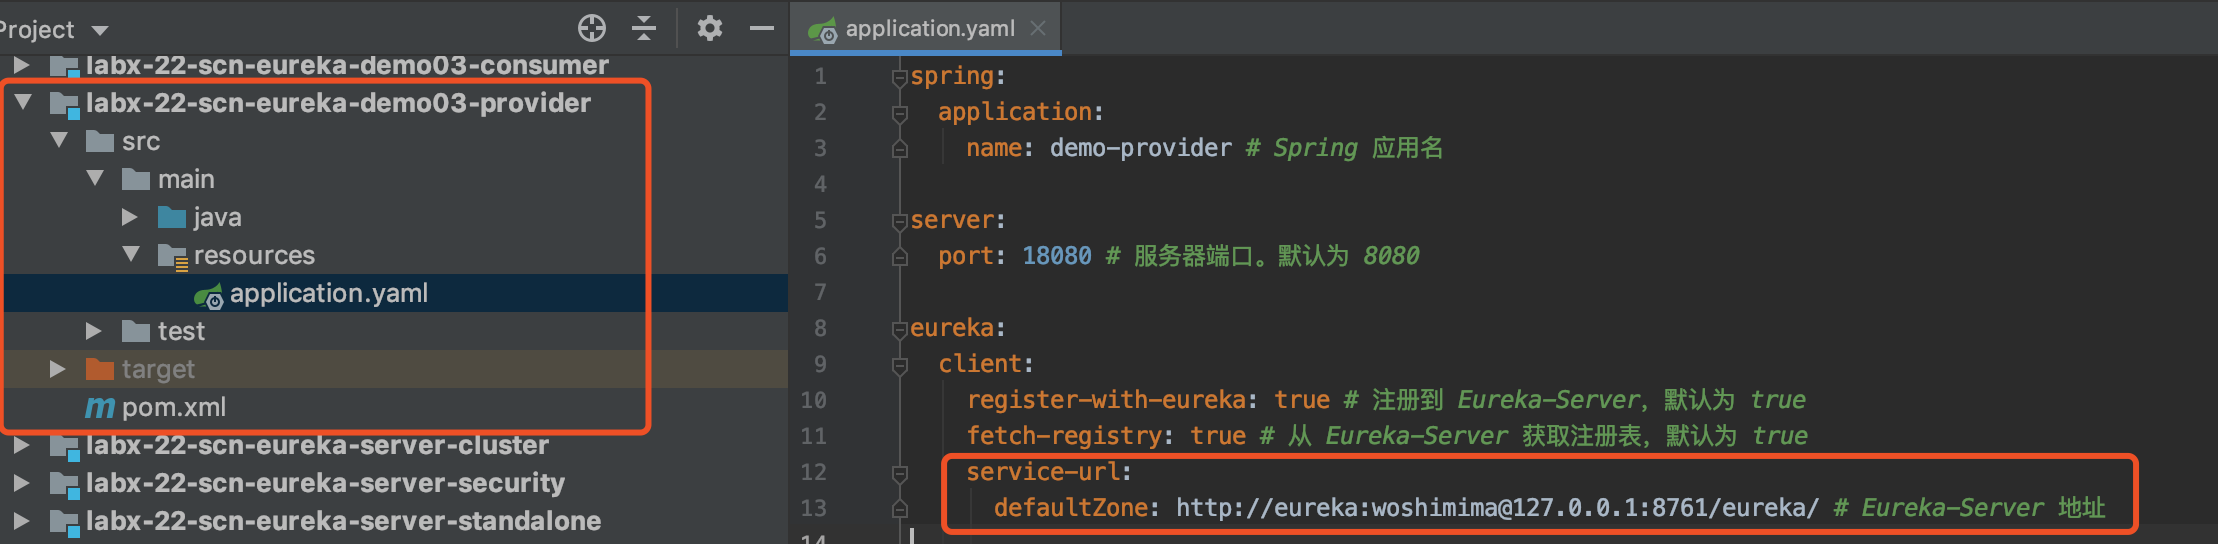 Project
labx-22-scn-eureka-demo03-consumer
labx-22-scn-eureka-demo03-provider
src
main
java
resources
application.yaml
test
target
pom.xml
labx-22-scn-eureka-server-cluster
labx-22-scn-eureka-server-security
labx-22-scn-eureka-server-standalone
application.yaml
1 spring:
2 application:
3 name: demo-provider # Spring 应用名
4
5 server:
6 port: 18080 # 服务器端口。默认为 8080
7
8 eureka:
9 client:
10 register-with-eureka: true # 注册到 Eureka-Server，默认为 true
11 fetch-registry: true # 从 Eureka-Server 获取注册表，默认为 true
12 service-url:
13 defaultZone: http://eureka:woshimima@127.0.0.1:8761/eureka/ # Eureka-Server 地址
14